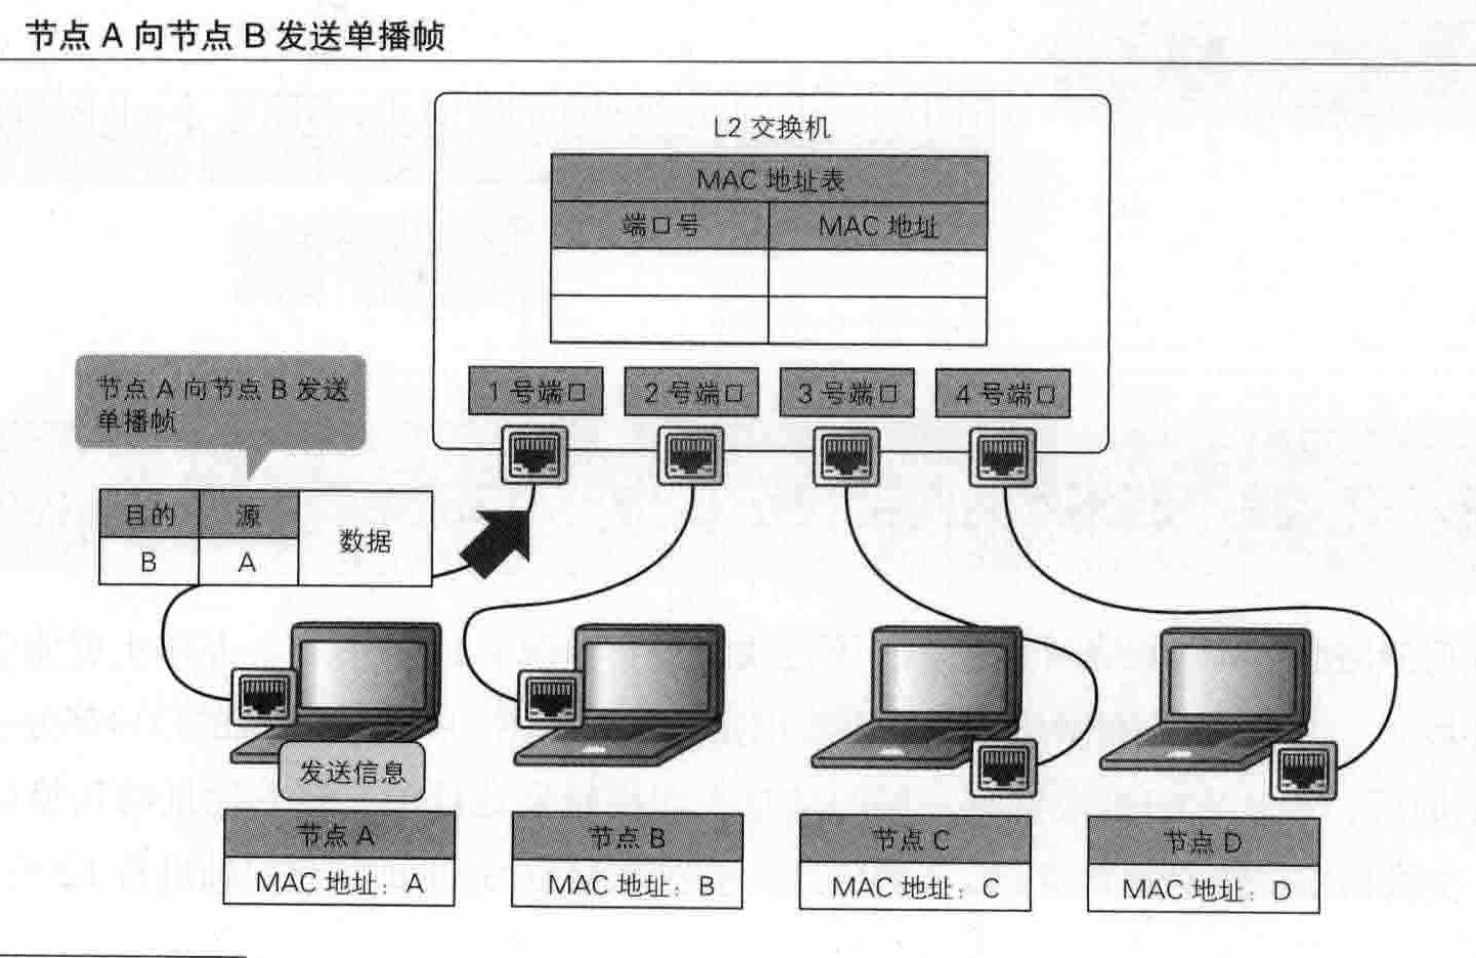 节点 A 向节点 B 发送单播帧
L2 交换机
MAC 地址表
端口号 MAC 地址
1 号端口 2 号端口 3 号端口 4 号端口
节点 A 向节点 B 发送
单播帧
目的 源 数据
B A
发送信息
节点 A 节点 B 节点 C 节点 D
MAC 地址：A MAC 地址：B MAC 地址：C MAC 地址：D